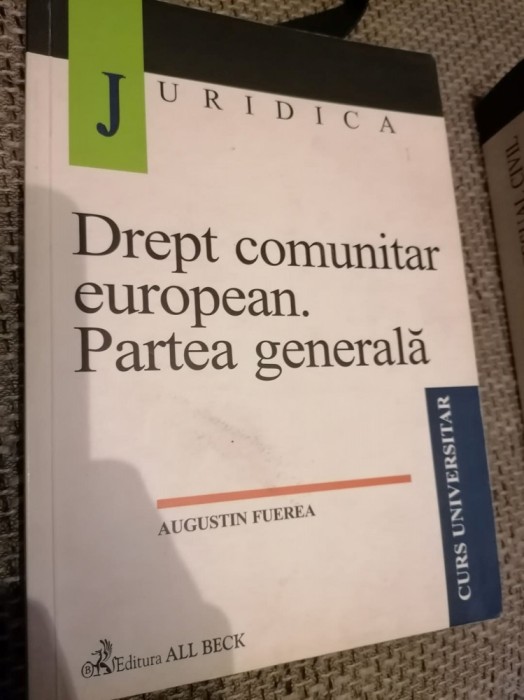 JURIDICA
Drept comunitar
european.
Partea generală
AUGUSTIN FUEREA
CURS UNIVERSITAR
Editura ALL BECK